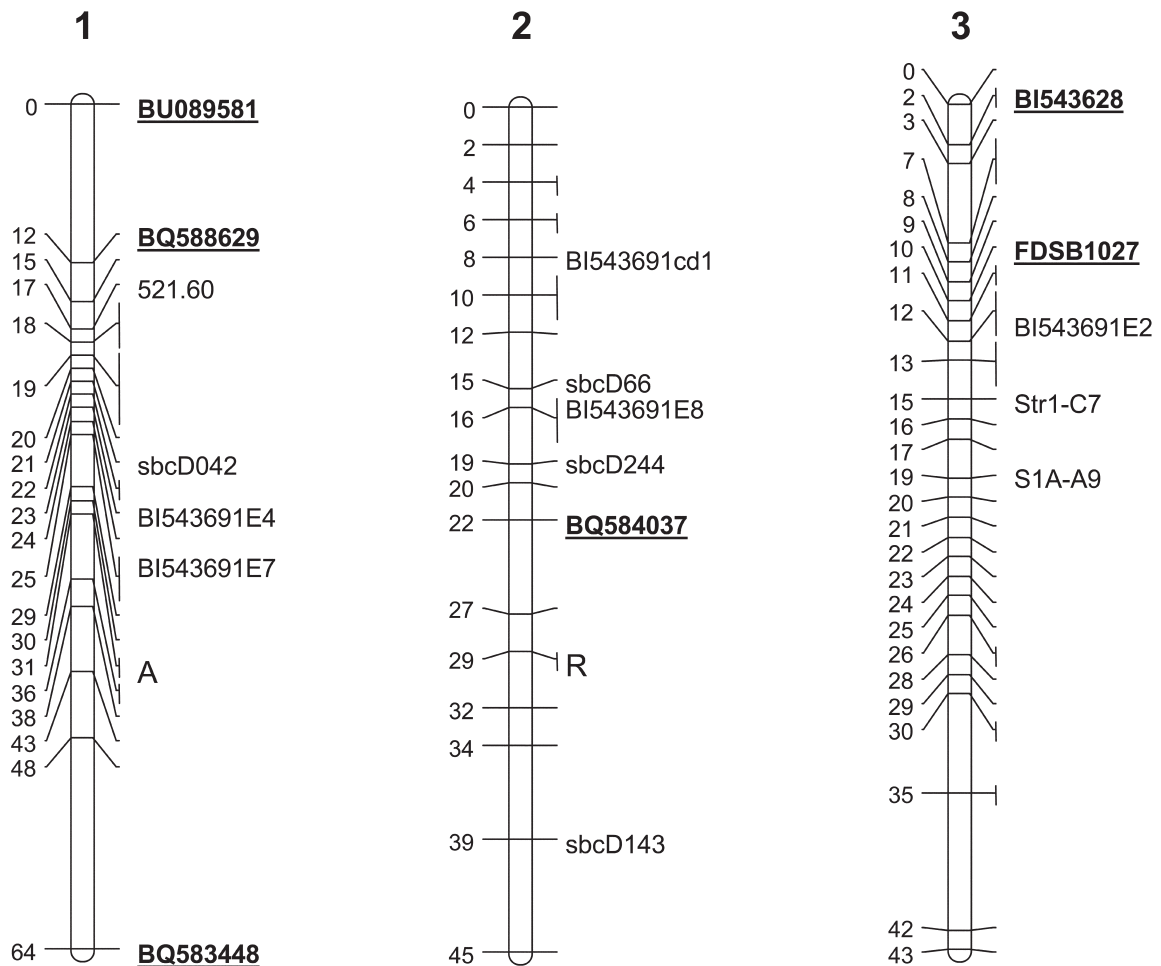 1
0 BU089581
12 BQ588629
15
17 521.60
18
19
20
21 sbcD042
22
23 BI543691E4
24
25 BI543691E7
29
30
31 A
36
38
43
48
64 BQ583448
2
0
2
4
6
8 BI543691cd1
10
12
15 sbcD66
16 BI543691E8
19 sbcD244
20
22 BQ584037
27
29 R
32
34
39 sbcD143
45
3
0
2 BI543628
3
7
8
9
10 FDSB1027
11
12 BI543691E2
13
15 Str1-C7
16
17
19 S1A-A9
20
21
22
23
24
25
26
28
29
30
35
42
43